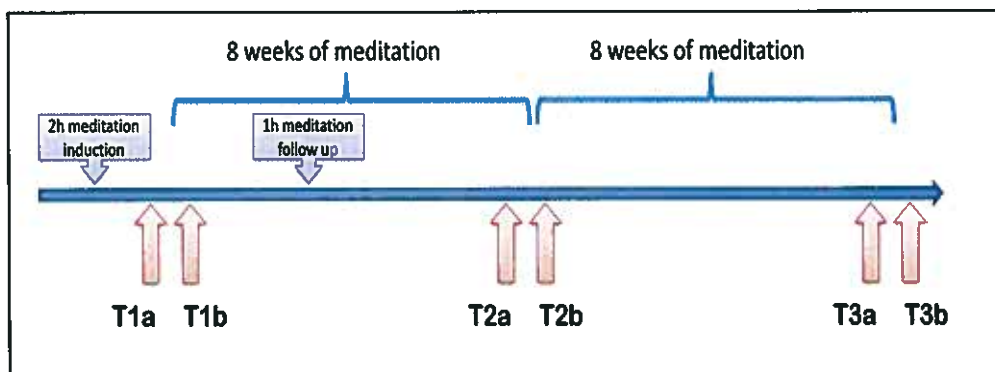 8 weeks of meditation
8 weeks of meditation
2h meditation
induction
1h meditation
follow up
T1a
T1b
T2a
T2b
T3a
T3b